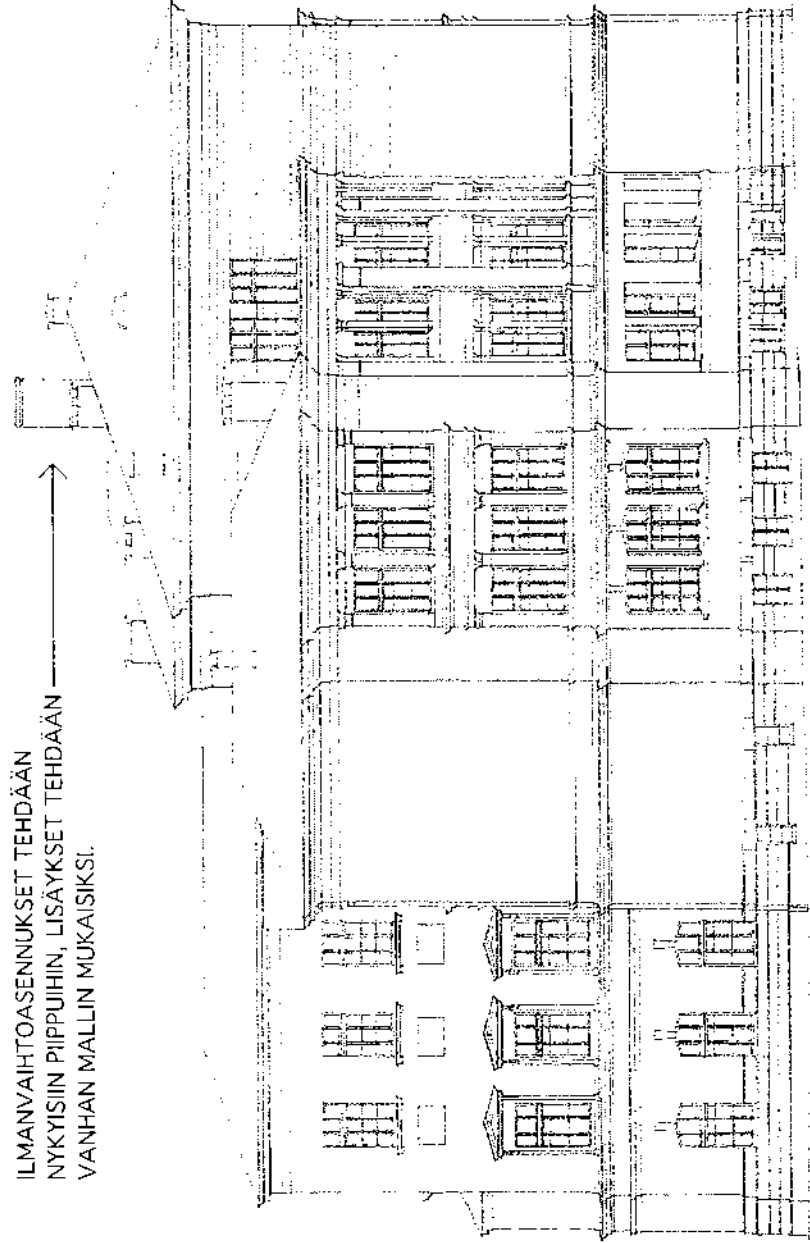 ILMANVAIHTOASENNUKSET TEHDÄÄN
NYKYISIIN PIIPPUIHIN, LISÄYKSET TEHDÄÄN
VANHAN MALLIN MUKAISIKSI.